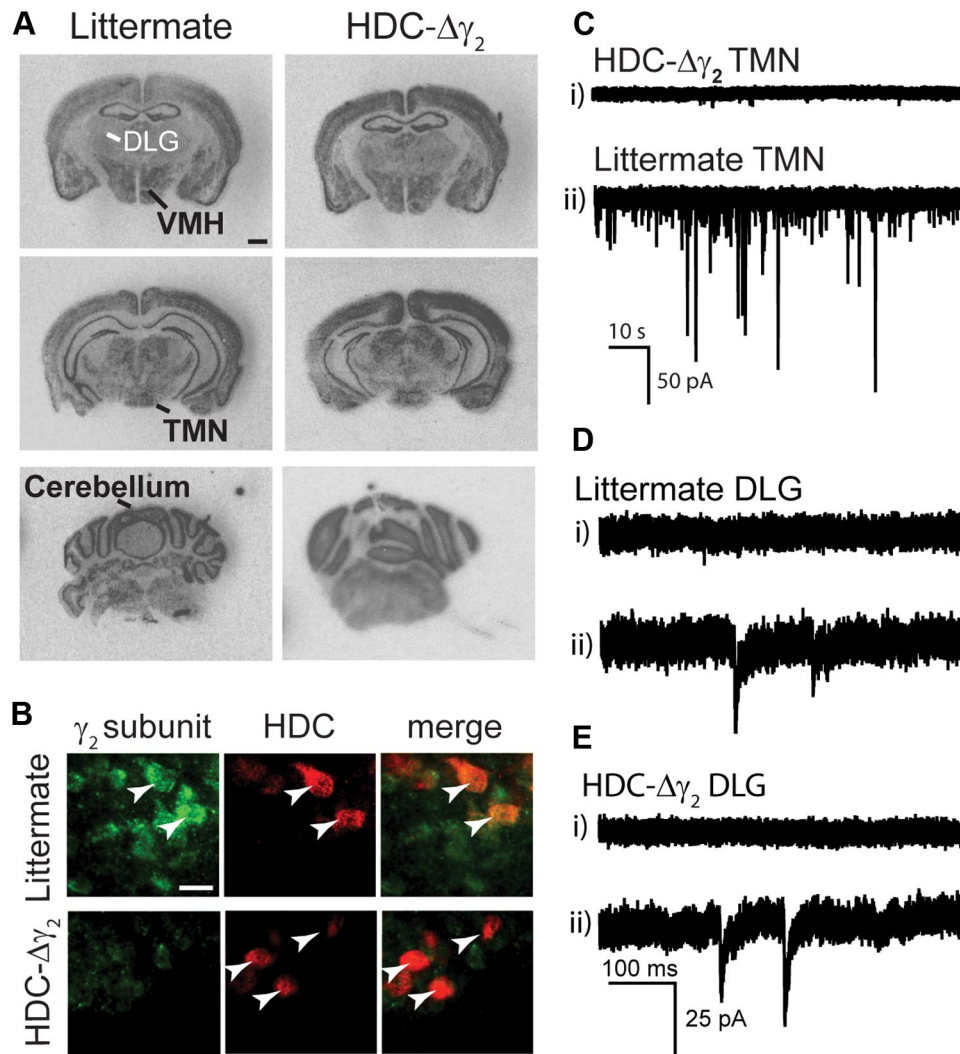 A
Littermate
HDC-Δγ₂
DLG
VMH
TMN
Cerebellum
B
γ₂ subunit
HDC
merge
Littermate
HDC-Δγ₂
C
HDC-Δγ₂ TMN
i)
Littermate TMN
ii)
10 s
50 pA
D
Littermate DLG
i)
ii)
E
HDC-Δγ₂ DLG
i)
ii)
100 ms
25 pA